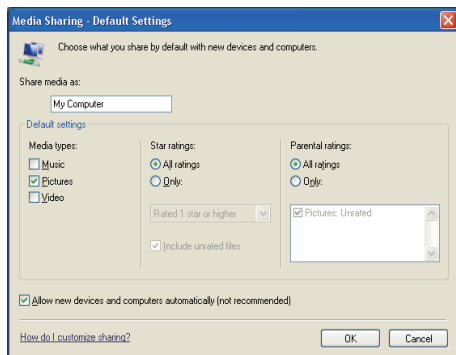 Media Sharing - Default Settings
Choose what you share by default with new devices and computers.
Share media as:
My Computer
Default settings
Media types:
Music
Pictures
Video
Star ratings:
All ratings
Only:
Rated 1 star or higher
Include unrated files
Parental ratings:
All ratings
Only:
Pictures: Unrated
Allow new devices and computers automatically (not recommended)
How do I customize sharing?
OK
Cancel